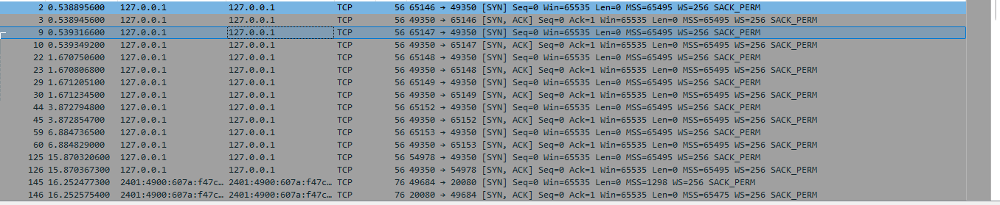 2 0.538895600 127.0.0.1 127.0.0.1 TCP 56 65146 → 49350 [SYN] Seq=0 Win=65535 Len=0 MSS=65495 WS=256 SACK_PERM
3 0.538945600 127.0.0.1 127.0.0.1 TCP 56 49350 → 65146 [SYN, ACK] Seq=0 Ack=1 Win=65535 Len=0 MSS=65495 WS=256 SACK_PERM
9 0.539316600 127.0.0.1 127.0.0.1 TCP 56 65147 → 49350 [SYN] Seq=0 Win=65535 Len=0 MSS=65495 WS=256 SACK_PERM
10 0.539349200 127.0.0.1 127.0.0.1 TCP 56 49350 → 65147 [SYN, ACK] Seq=0 Ack=1 Win=65535 Len=0 MSS=65495 WS=256 SACK_PERM
22 1.670750600 127.0.0.1 127.0.0.1 TCP 56 65148 → 49350 [SYN] Seq=0 Win=65535 Len=0 MSS=65495 WS=256 SACK_PERM
23 1.670806800 127.0.0.1 127.0.0.1 TCP 56 49350 → 65148 [SYN, ACK] Seq=0 Ack=1 Win=65535 Len=0 MSS=65495 WS=256 SACK_PERM
29 1.671205100 127.0.0.1 127.0.0.1 TCP 56 65149 → 49350 [SYN] Seq=0 Win=65535 Len=0 MSS=65495 WS=256 SACK_PERM
30 1.671234500 127.0.0.1 127.0.0.1 TCP 56 49350 → 65149 [SYN, ACK] Seq=0 Ack=1 Win=65535 Len=0 MSS=65495 WS=256 SACK_PERM
44 3.872794800 127.0.0.1 127.0.0.1 TCP 56 65152 → 49350 [SYN] Seq=0 Win=65535 Len=0 MSS=65495 WS=256 SACK_PERM
45 3.872854700 127.0.0.1 127.0.0.1 TCP 56 49350 → 65152 [SYN, ACK] Seq=0 Ack=1 Win=65535 Len=0 MSS=65495 WS=256 SACK_PERM
59 6.884736500 127.0.0.1 127.0.0.1 TCP 56 65153 → 49350 [SYN] Seq=0 Win=65535 Len=0 MSS=65495 WS=256 SACK_PERM
60 6.884829000 127.0.0.1 127.0.0.1 TCP 56 49350 → 65153 [SYN, ACK] Seq=0 Ack=1 Win=65535 Len=0 MSS=65495 WS=256 SACK_PERM
125 15.870320600 127.0.0.1 127.0.0.1 TCP 56 54978 → 49350 [SYN] Seq=0 Win=65535 Len=0 MSS=65495 WS=256 SACK_PERM
126 15.870367300 127.0.0.1 127.0.0.1 TCP 56 49350 → 54978 [SYN, ACK] Seq=0 Ack=1 Win=65535 Len=0 MSS=65495 WS=256 SACK_PERM
145 16.252477300 2401:4900:607a:f47c… 2401:4900:607a:f47c… TCP 76 49684 → 20080 [SYN] Seq=0 Win=65535 Len=0 MSS=1298 WS=256 SACK_PERM
146 16.252575400 2401:4900:607a:f47c… 2401:4900:607a:f47c… TCP 76 20080 → 49684 [SYN, ACK] Seq=0 Ack=1 Win=65535 Len=0 MSS=65475 WS=256 SACK_PERM